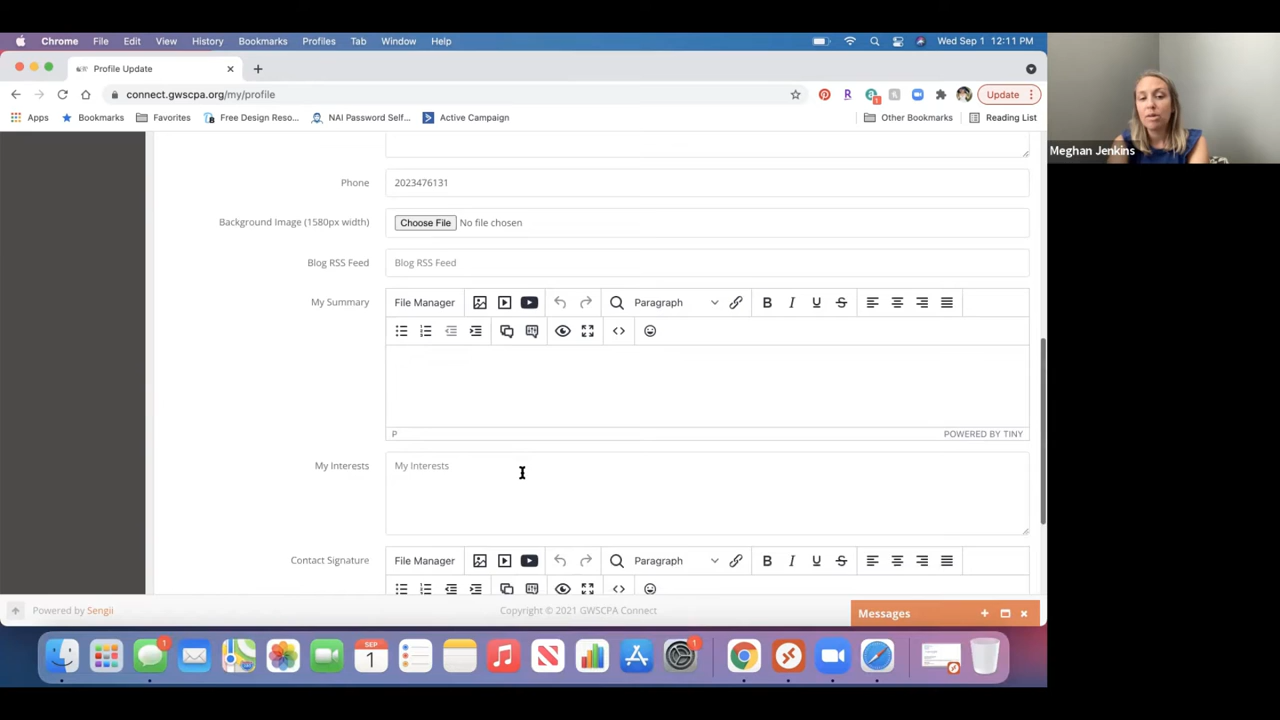 Chrome File Edit View History Bookmarks Profiles Tab Window Help Wed Sep 1 12:11 PM
Profile Update
connect.gwscpa.org/my/profile Update
Apps Bookmarks Favorites Free Design Reso... NAI Password Self... Active Campaign Other Bookmarks Reading List
Meghan Jenkins
Phone 2023476131
Background Image (1580px width) Choose File No file chosen
Blog RSS Feed Blog RSS Feed
My Summary File Manager Paragraph B I U S
P POWERED BY TINY
My Interests My Interests
Contact Signature File Manager Paragraph B I U S
Powered by Sengii Copyright © 2021 GWSCPA Connect Messages
SEP 1 1 1